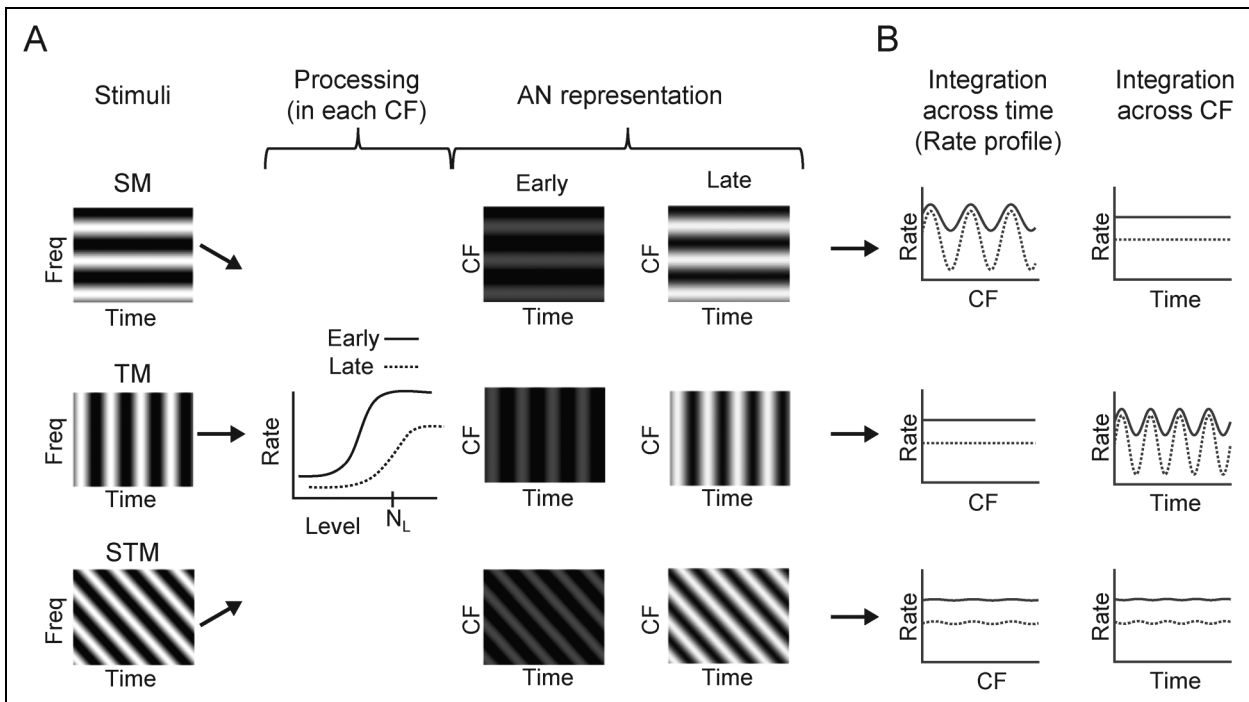 A
B
Stimuli
Processing
(in each CF)
AN representation
Integration
across time
(Rate profile)
Integration
across CF
SM
Early
Late
Freq
Time
CF
Time
CF
Time
Rate
CF
Rate
Time
TM
Freq
Time
Early
Late
Rate
Level
N_L
CF
Time
CF
Time
Rate
CF
Rate
Time
STM
Freq
Time
CF
Time
CF
Time
Rate
CF
Rate
Time